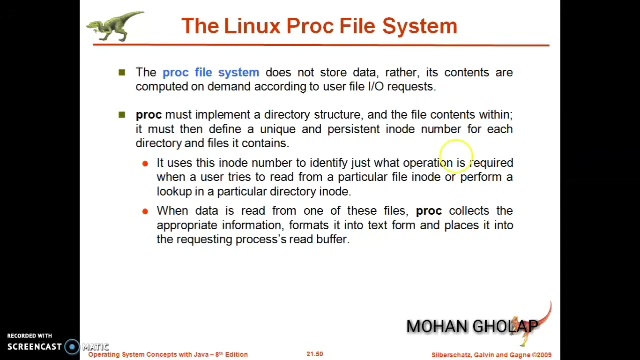 The Linux Proc File System
The proc file system does not store data, rather, its contents are
computed on demand according to user file I/O requests.
proc must implement a directory structure, and the file contents within;
it must then define a unique and persistent inode number for each
directory and files it contains.
It uses this inode number to identify just what operation is required
when a user tries to read from a particular file inode or perform a
lookup in a particular directory inode.
When data is read from one of these files, proc collects the
appropriate information, formats it into text form and places it into
the requesting process's read buffer.
MOHAN GHOLAP
RECORDED WITH
SCREENCAST MATIC
Operating System Concepts with Java – 8th Edition
21.50
Silberschatz, Galvin and Gagne ©2009